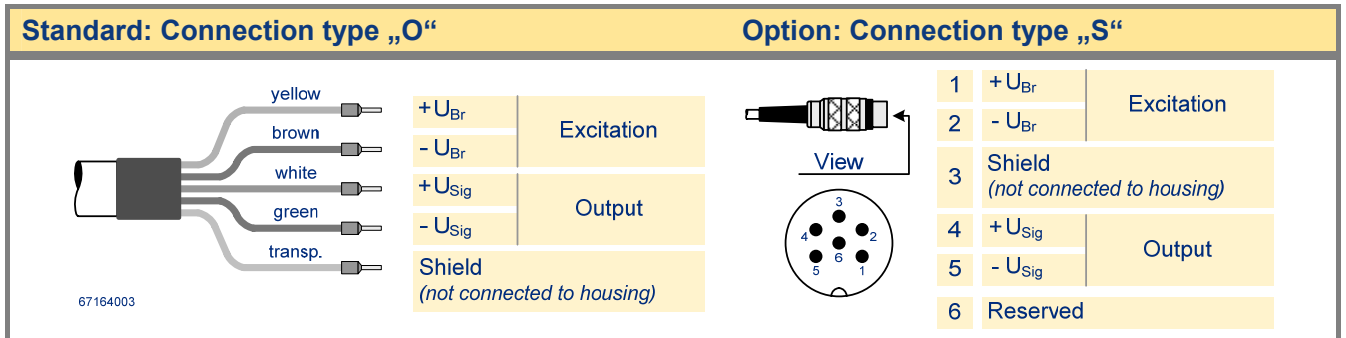 Standard: Connection type „O“
Option: Connection type „S“
yellow
brown
white
green
transp.
67164003
+UBr
- UBr
Excitation
+USig
- USig
Output
Shield
(not connected to housing)
View
3
4
2
6
5
1
1 +UBr
2 - UBr
Excitation
3 Shield
(not connected to housing)
4 +USig
5 - USig
Output
6 Reserved